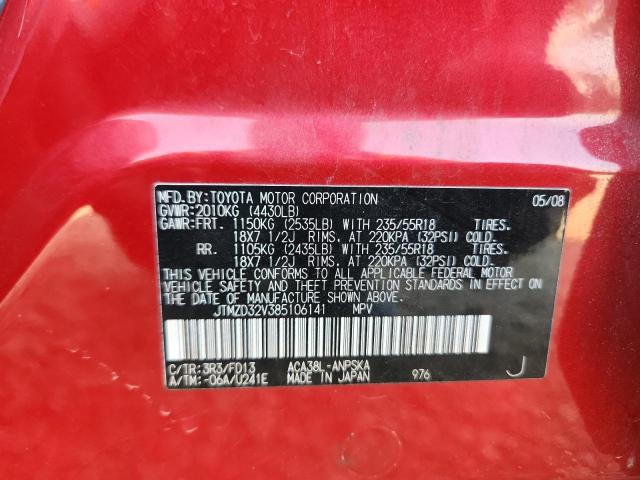 MFD.BY:TOYOTA MOTOR CORPORATION 05/08
GVWR:2010KG (4430LB)
GAWR:FRT. 1150KG (2535LB) WITH 235/55R18 TIRES.
18X7 1/2J RIMS, AT 220KPA (32PSI) COLD.
RR. 1105KG (2435LB) WITH 235/55R18 TIRES.
18X7 1/2J RIMS, AT 220KPA (32PSI) COLD.
THIS VEHICLE CONFORMS TO ALL APPLICABLE FEDERAL MOTOR
VEHICLE SAFETY AND THEFT PREVENTION STANDARDS IN EFFECT ON THE
DATE OF MANUFACTURE SHOWN ABOVE.
JTMZD32V385106141 MPV
C/TR:3R3/FD13 ACA38L-ANPSKA
A/TM:-06A/U241E MADE IN JAPAN 976 J